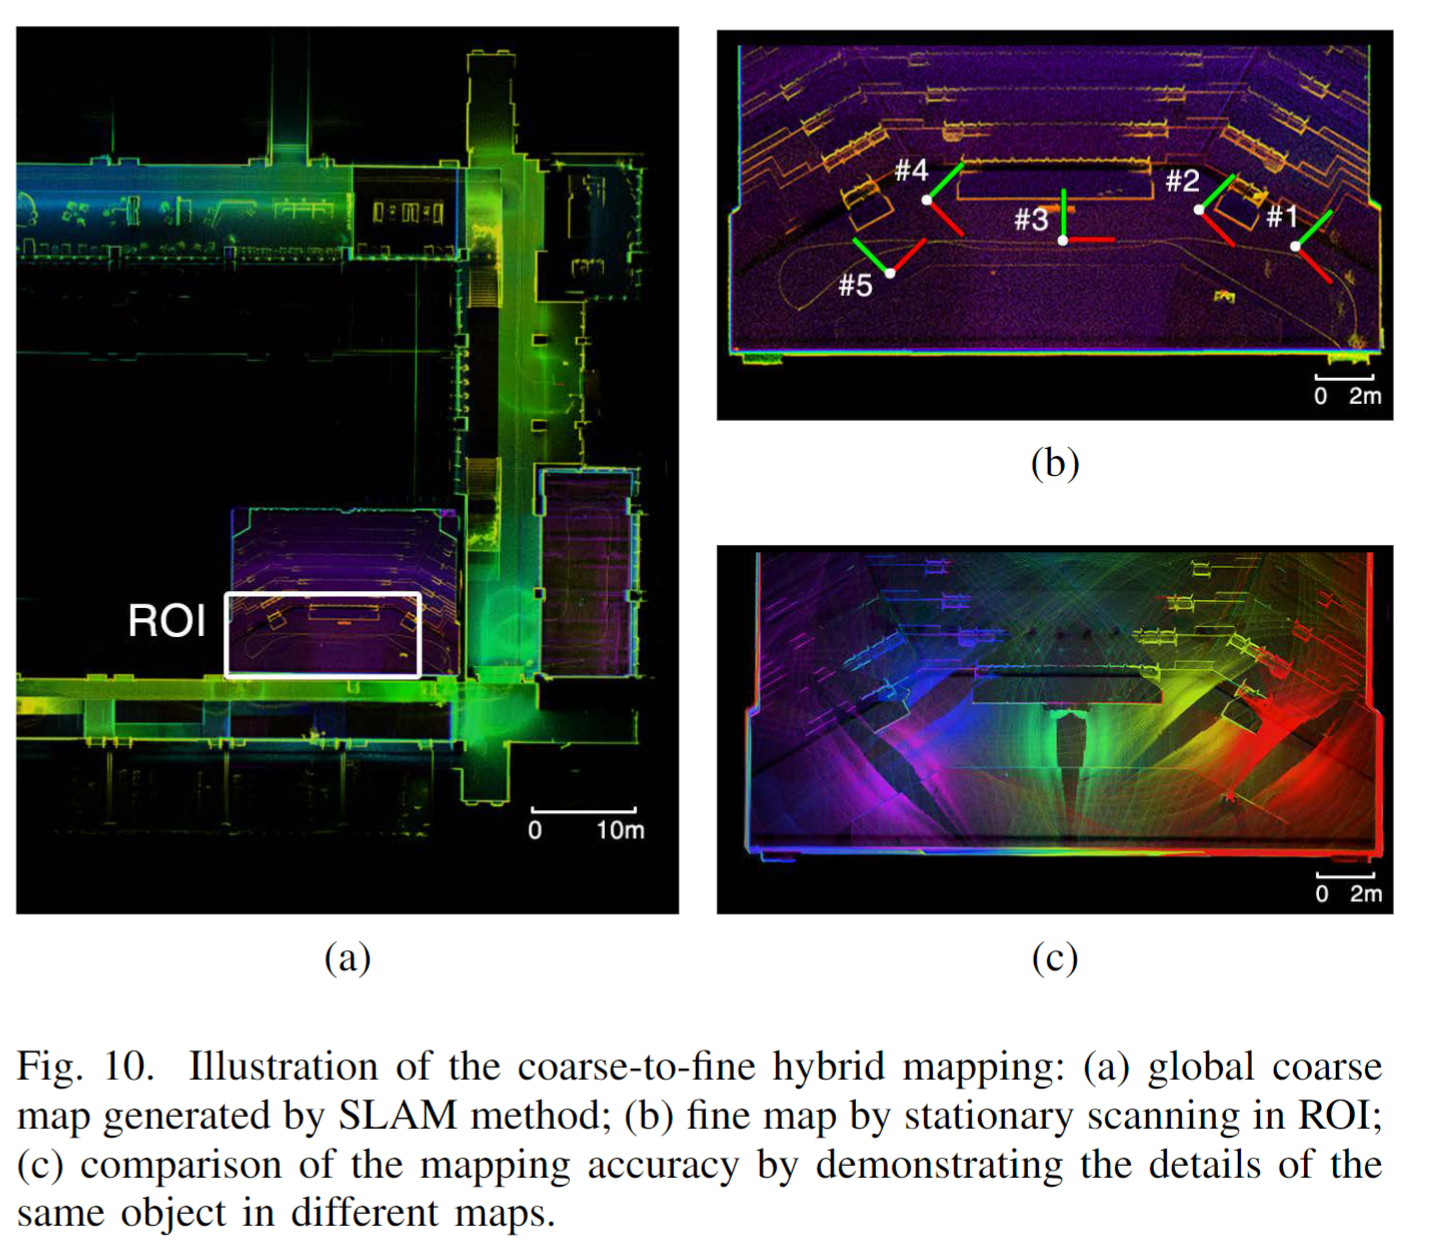 ROI
0 10m
(a)
#4
#2
#3
#1
#5
0 2m
(b)
0 2m
(c)
Fig. 10. Illustration of the coarse-to-fine hybrid mapping: (a) global coarse
map generated by SLAM method; (b) fine map by stationary scanning in ROI;
(c) comparison of the mapping accuracy by demonstrating the details of the
same object in different maps.